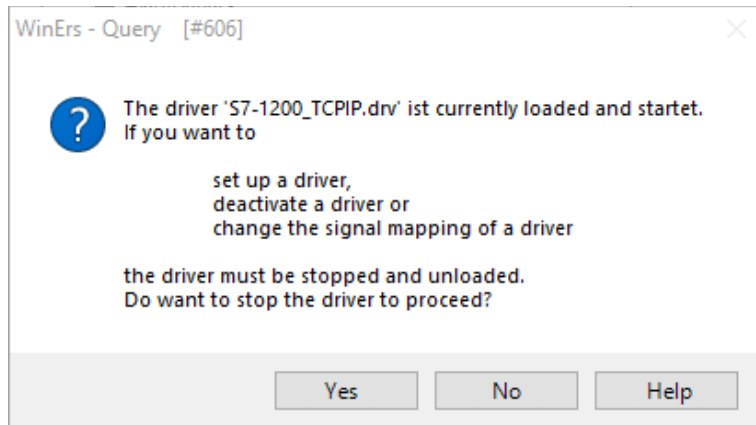 WinErs - Query [#606]
The driver 'S7-1200_TCPIP.drv' ist currently loaded and startet.
If you want to
set up a driver,
deactivate a driver or
change the signal mapping of a driver
the driver must be stopped and unloaded.
Do want to stop the driver to proceed?
Yes No Help